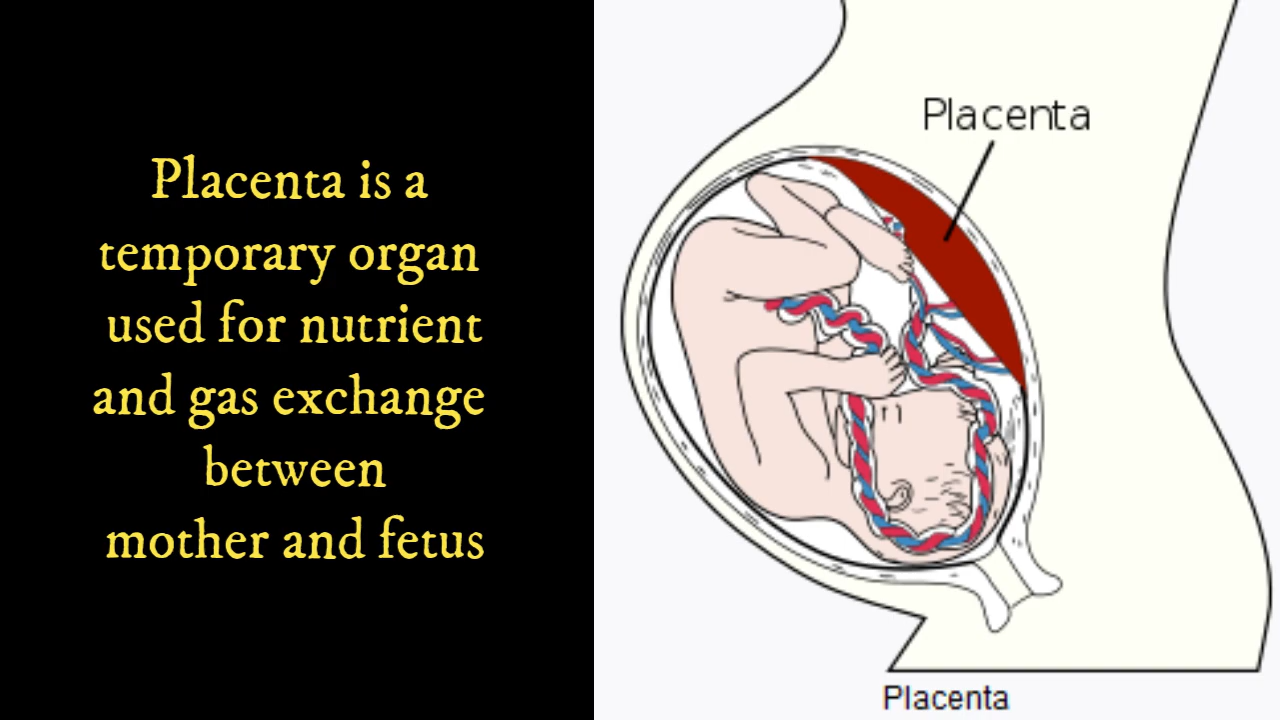 Placenta is a
temporary organ
used for nutrient
and gas exchange
between
mother and fetus
Placenta
Placenta